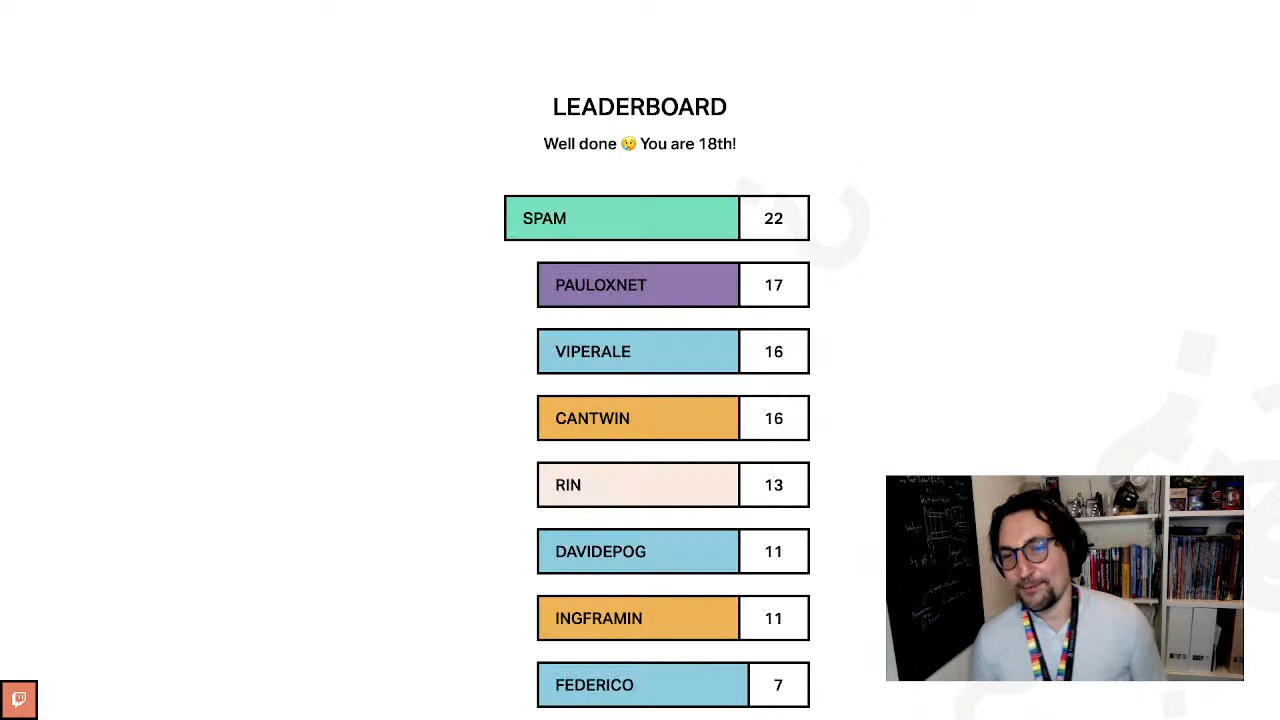 LEADERBOARD
Well done 😢 You are 18th!
SPAM 22
PAULOXNET 17
VIPERALE 16
CANTWIN 16
RIN 13
DAVIDEPOG 11
INGFRAMIN 11
FEDERICO 7